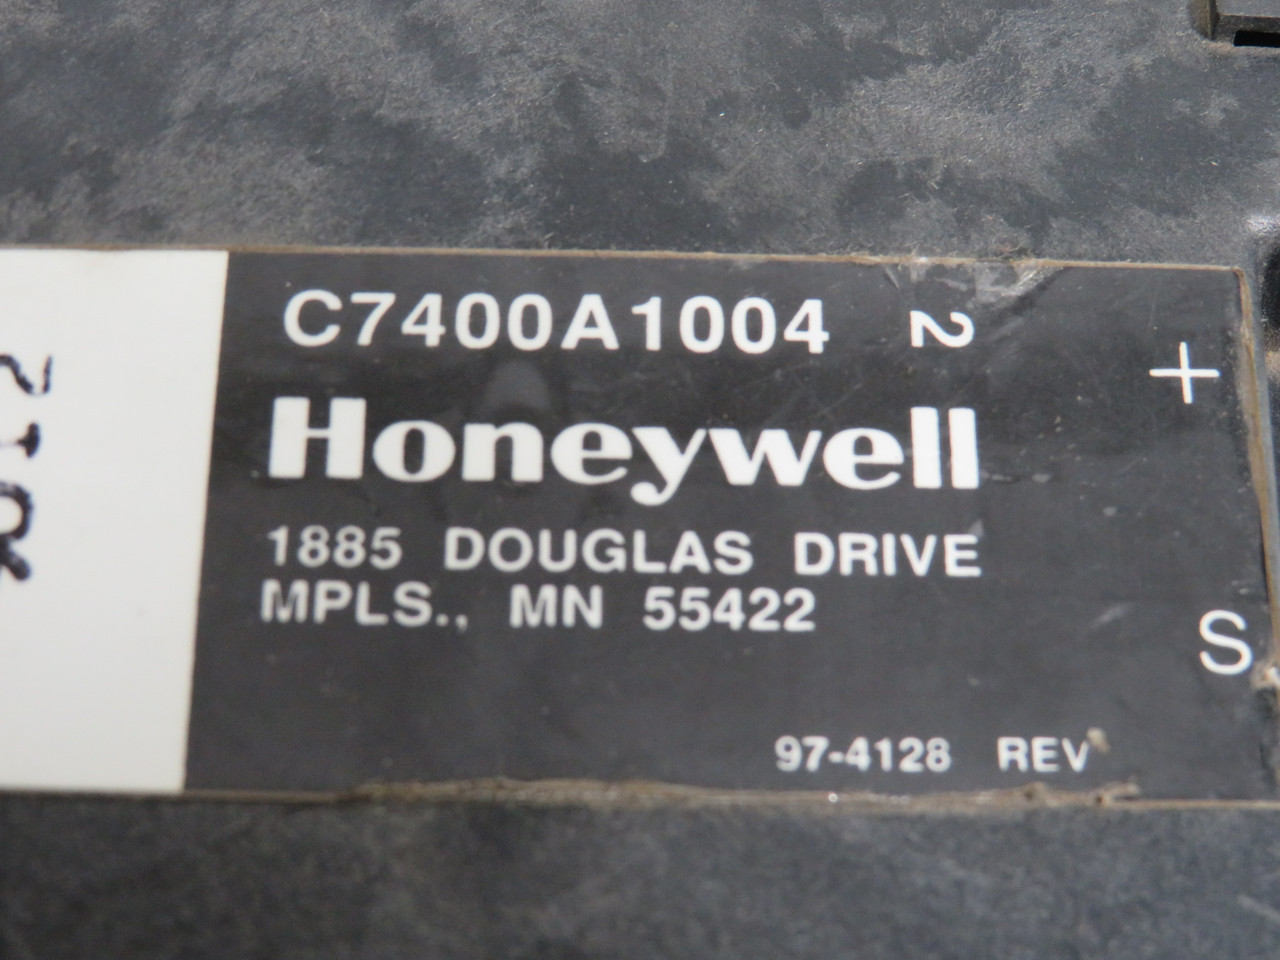 C7400A1004 2
+
Honeywell
1885 DOUGLAS DRIVE
MPLS., MN 55422
S
97-4128 REV